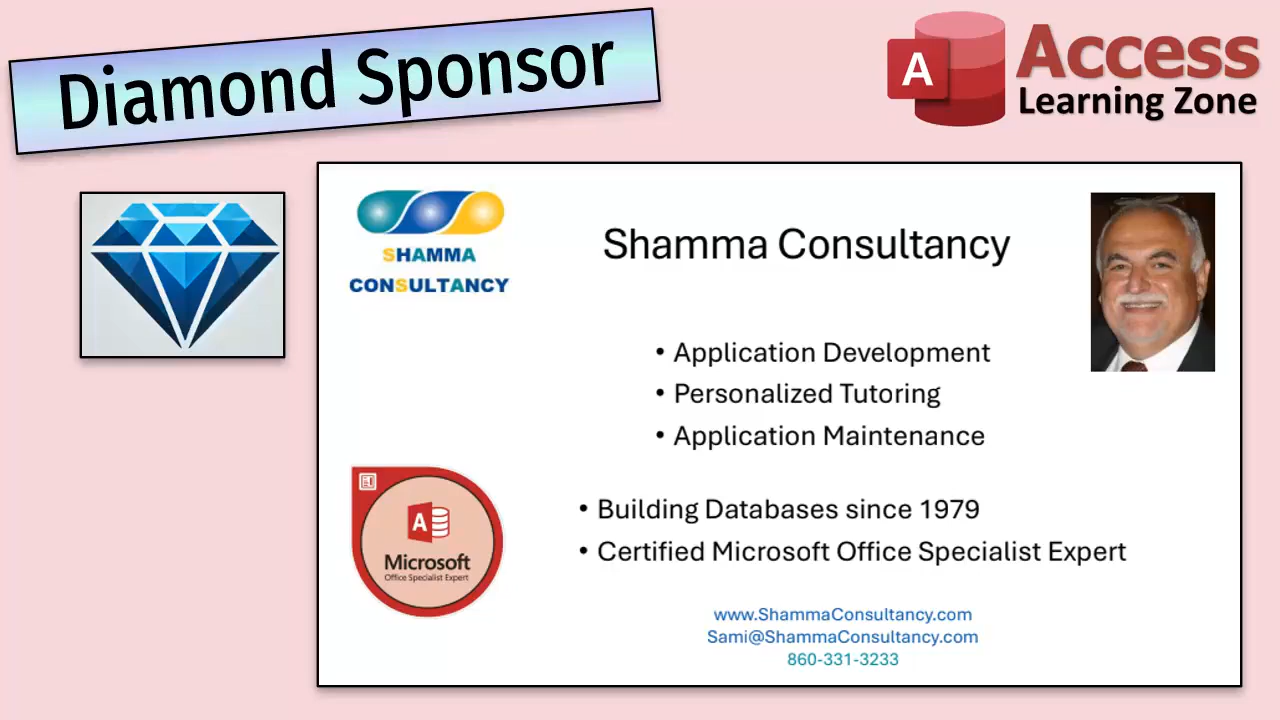 Diamond Sponsor
A
Access
Learning Zone
SHAMMA
CONSULTANCY
Shamma Consultancy
• Application Development
• Personalized Tutoring
• Application Maintenance
A
Microsoft
Office Specialist Expert
• Building Databases since 1979
• Certified Microsoft Office Specialist Expert
www.ShammaConsultancy.com
Sami@ShammaConsultancy.com
860-331-3233